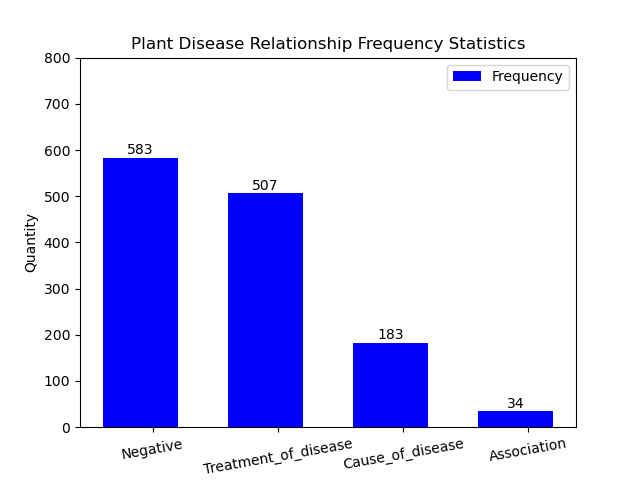 Plant Disease Relationship Frequency Statistics
Frequency
Quantity
800
700
600
500
400
300
200
100
0
583
507
183
34
Negative
Treatment_of_disease
Cause_of_disease
Association